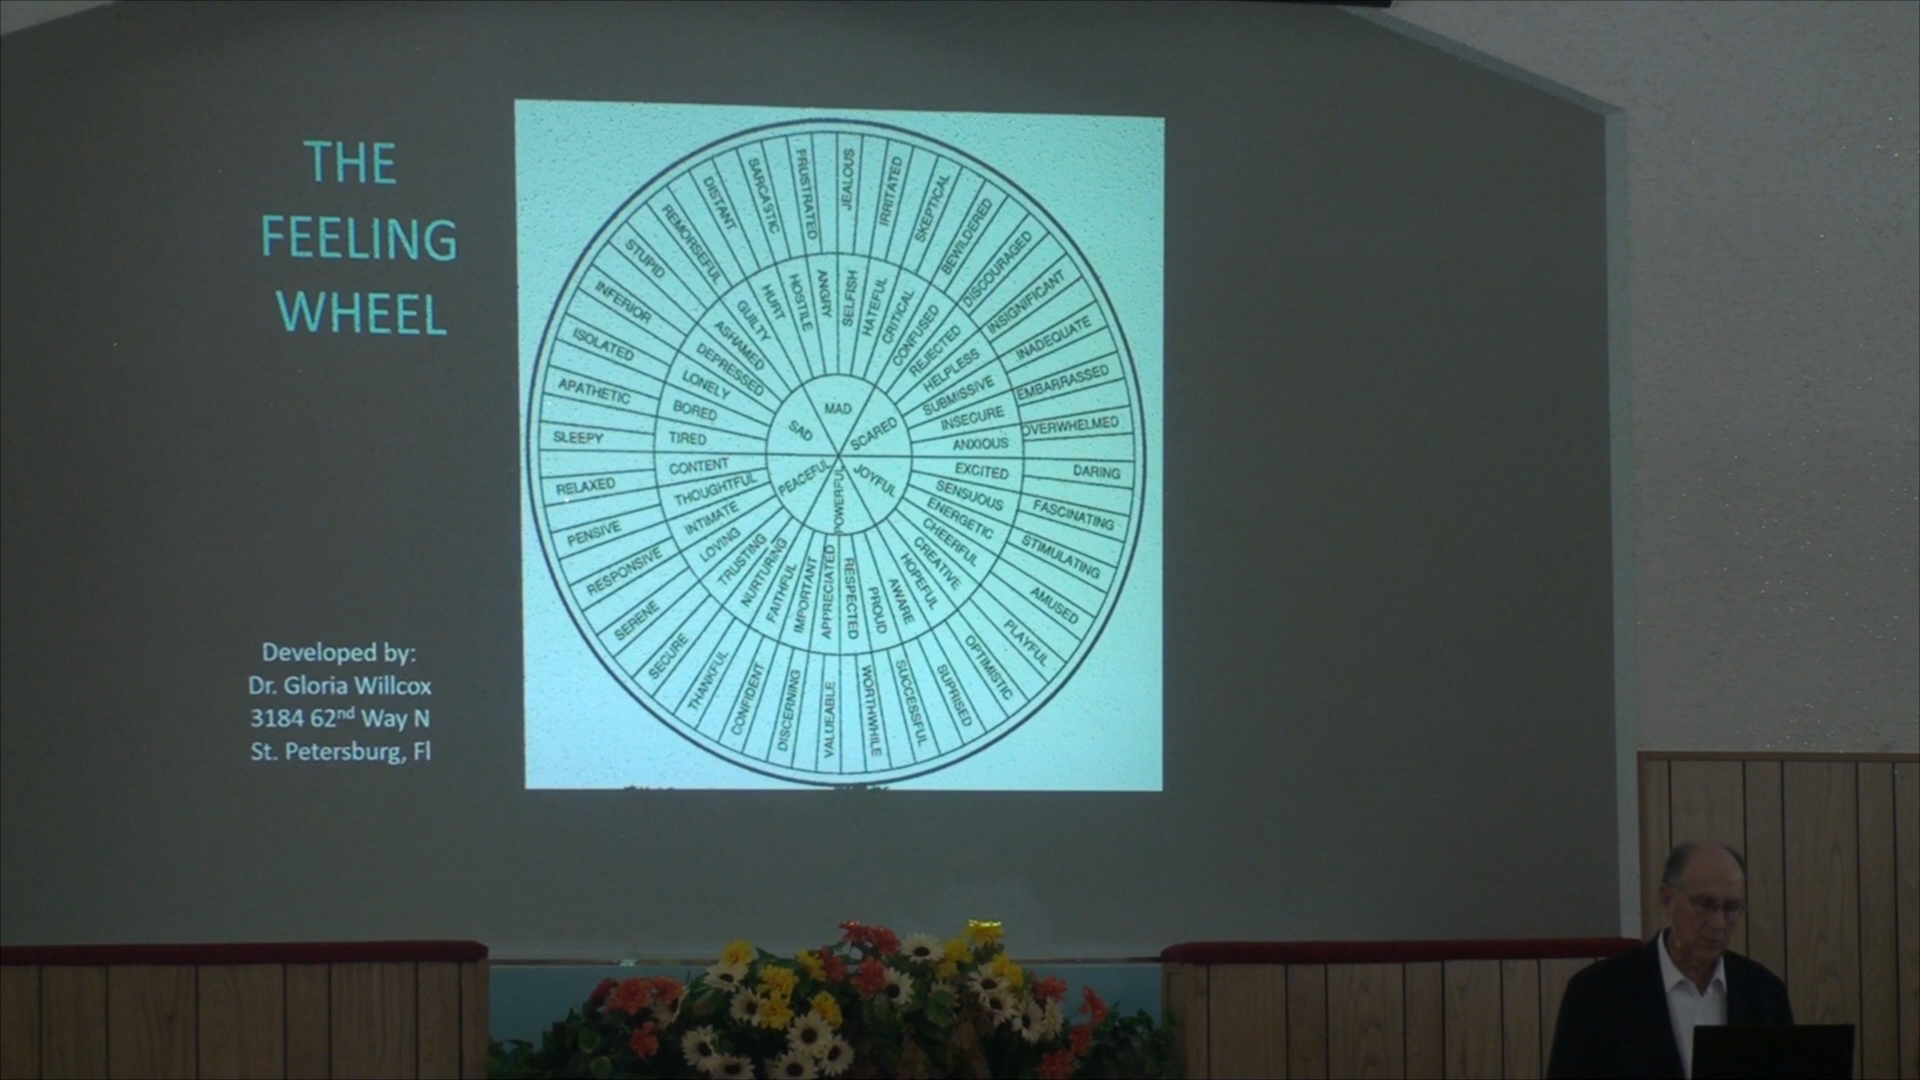 THE
FEELING
WHEEL
Developed by:
Dr. Gloria Willcox
3184 62nd Way N
St. Petersburg, Fl
MAD
SCARED
JOYFUL
POWERFUL
PEACEFUL
SAD
ANGRY
SELFISH
HATEFUL
CRITICAL
CONFUSED
REJECTED
HELPLESS
SUBMISSIVE
INSECURE
ANXIOUS
EXCITED
SENSUOUS
ENERGETIC
CHEERFUL
CREATIVE
HOPEFUL
AWARE
PROUD
RESPECTED
APPRECIATED
IMPORTANT
FAITHFUL
NURTURING
TRUSTING
LOVING
INTIMATE
THOUGHTFUL
CONTENT
TIRED
BORED
LONELY
DEPRESSED
ASHAMED
GUILTY
HURT
HOSTILE
FRUSTRATED
JEALOUS
IRRITATED
SKEPTICAL
BEWILDERED
DISCOURAGED
INSIGNIFICANT
INADEQUATE
EMBARRASSED
OVERWHELMED
DARING
FASCINATING
STIMULATING
AMUSED
PLAYFUL
OPTIMISTIC
SUPRISED
SUCCESSFUL
WORTHWHILE
VALUEABLE
DISCERNING
CONFIDENT
THANKFUL
SECURE
SERENE
RESPONSIVE
PENSIVE
RELAXED
SLEEPY
APATHETIC
ISOLATED
INFERIOR
STUPID
REMORSEFUL
DISTANT
SARCASTIC